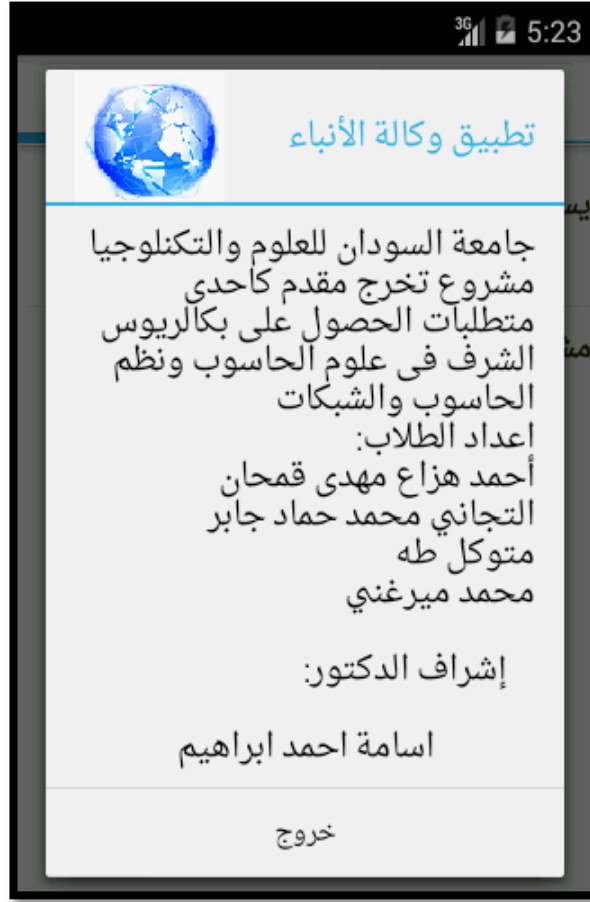 3G 5:23
تطبيق وكالة الأنباء
جامعة السودان للعلوم والتكنلوجيا
مشروع تخرج مقدم كاحدى
متطلبات الحصول على بكالريوس
الشرف فى علوم الحاسوب ونظم
الحاسوب والشبكات
اعداد الطلاب:
أحمد هزاع مهدى قمحان
التجاني محمد حماد جابر
متوكل طه
محمد ميرغني
إشراف الدكتور:
اسامة احمد ابراهيم
خروج